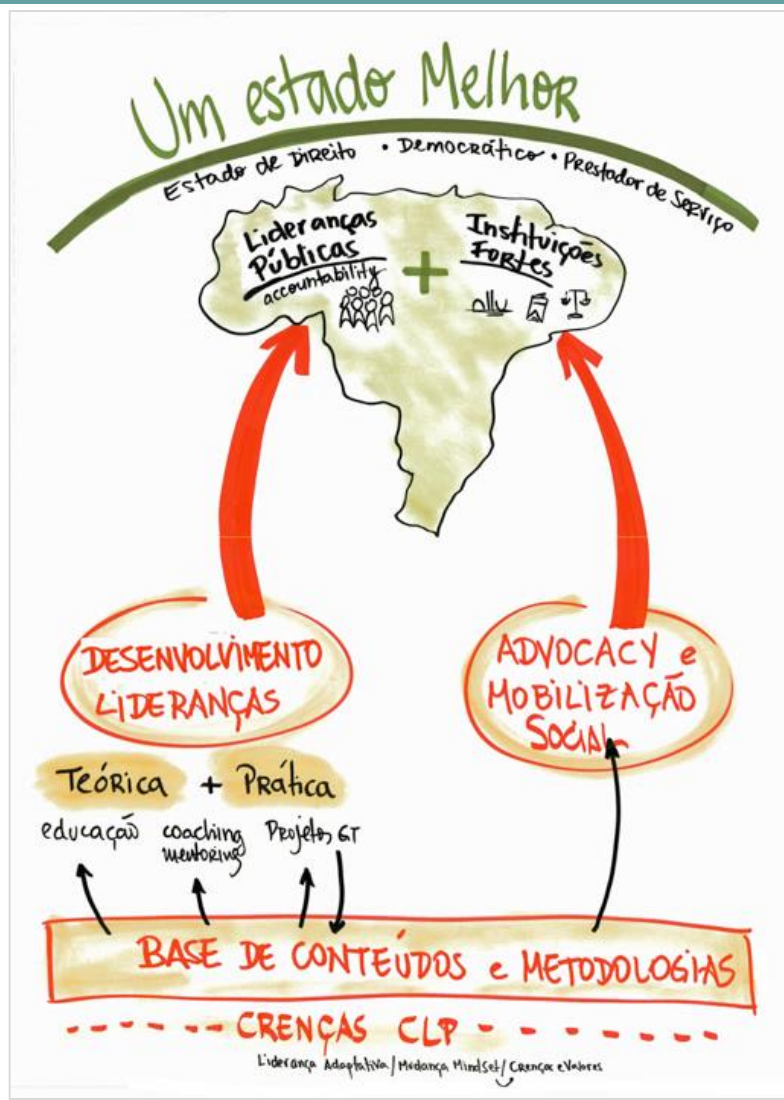 Um estado Melhor
Estado de Direito • Democrático • Prestador de Serviço
Lideranças
Públicas
accountability
+
Instituições
Fortes
DESENVOLVIMENTO
LIDERANÇAS
ADVOCACY e
MOBILIZAÇÃO
SOCIAL
Teórica + Prática
educação
coaching
mentoring
Projetos GT
BASE DE CONTEÚDOS e METODOLOGIAS
CRENÇAS CLP
Liderança Adaptativa / Mudança MindSet / Crenças e Valores